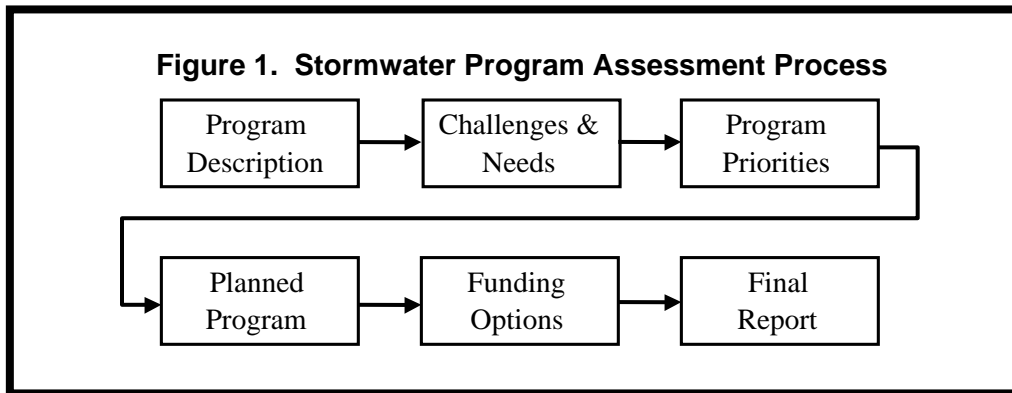 Figure 1. Stormwater Program Assessment Process
Program
Description
Challenges &
Needs
Program
Priorities
Planned
Program
Funding
Options
Final
Report